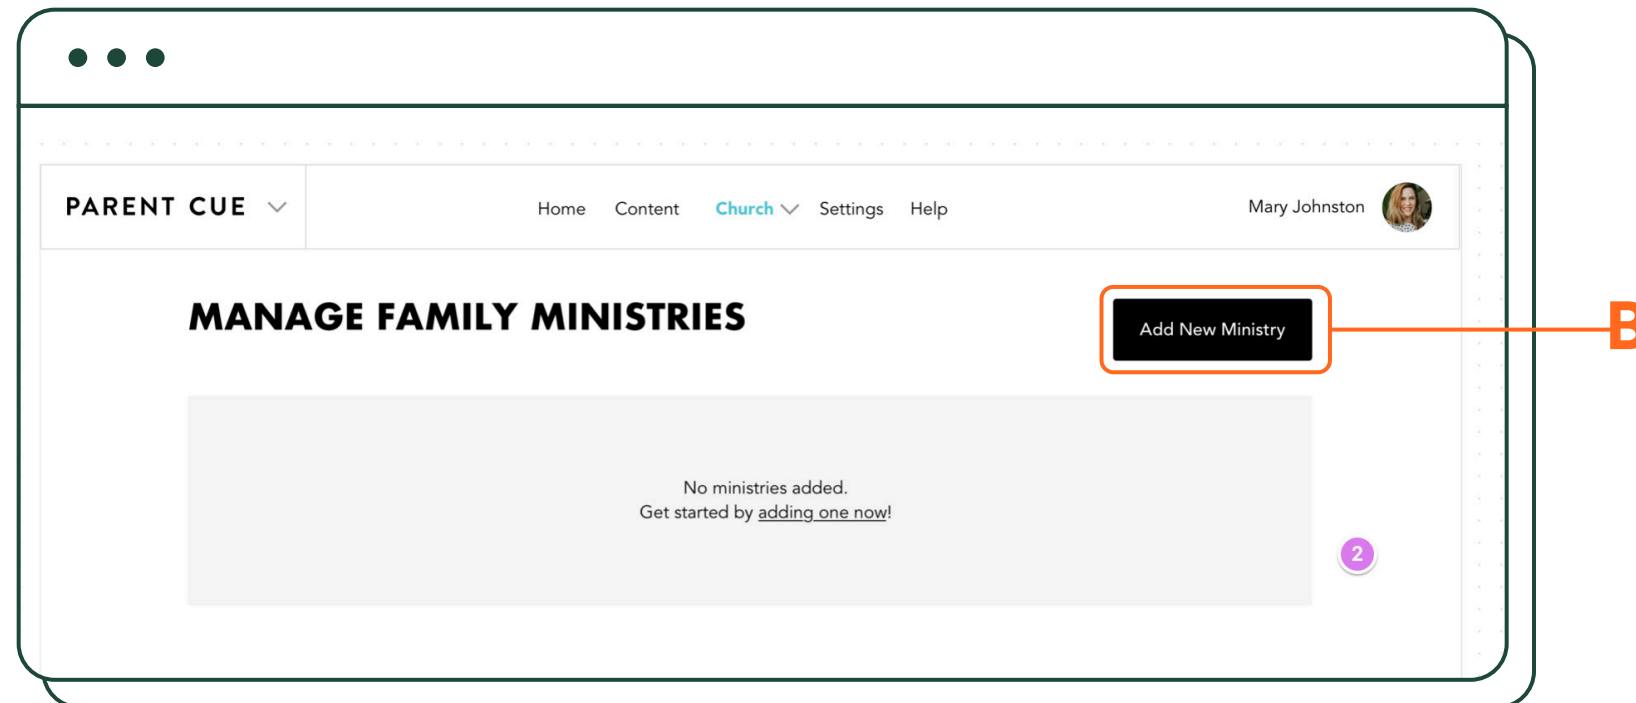 PARENT CUE
Home Content Church Settings Help
Mary Johnston
MANAGE FAMILY MINISTRIES
Add New Ministry
B
No ministries added.
Get started by adding one now!
2